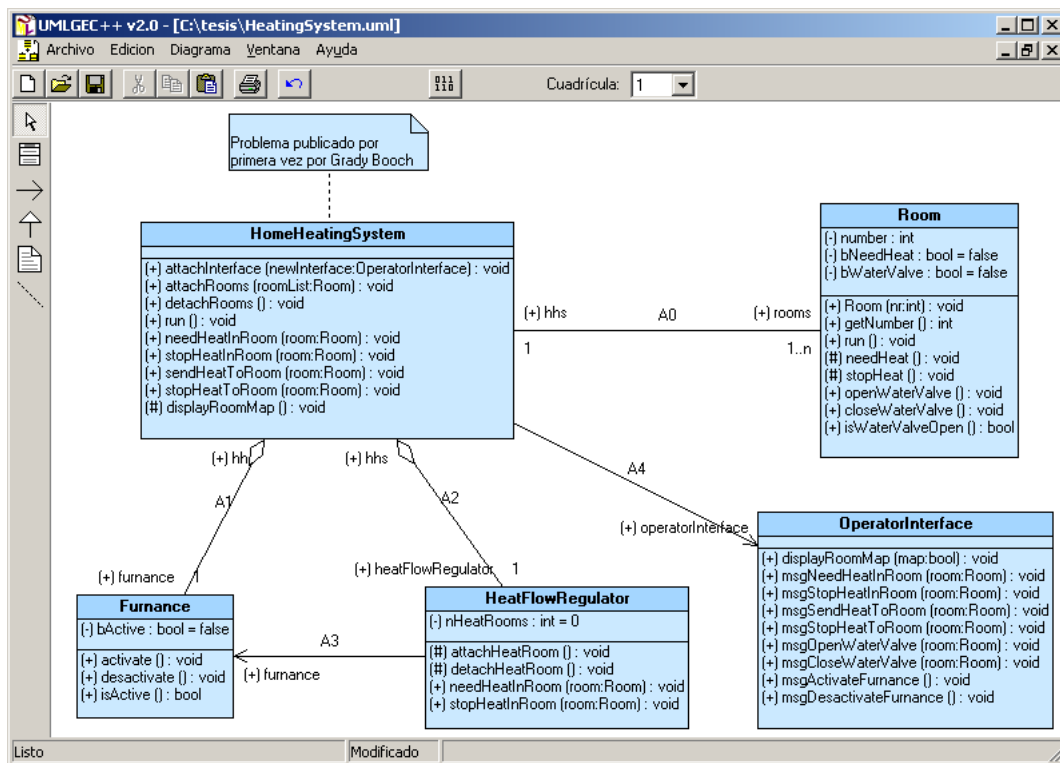 UMLGEC++ v2.0 - [C:\tesis\HeatingSystem.uml]
Archivo Edicion Diagrama Ventana Ayuda
011
110
Cuadrícula: 1
Problema publicado por
primera vez por Grady Booch
HomeHeatingSystem
(+) attachInterface (newInterface:OperatorInterface) : void
(+) attachRooms (roomList:Room) : void
(+) detachRooms () : void
(+) run () : void
(+) needHeatInRoom (room:Room) : void
(+) stopHeatInRoom (room:Room) : void
(+) sendHeatToRoom (room:Room) : void
(+) stopHeatToRoom (room:Room) : void
(#) displayRoomMap () : void
(+) hhs
A0
(+) rooms
1
1..n
Room
(-) number : int
(-) bNeedHeat : bool = false
(-) bWaterValve : bool = false
(+) Room (nr:int) : void
(+) getNumber () : int
(+) run () : void
(#) needHeat () : void
(#) stopHeat () : void
(+) openWaterValve () : void
(+) closeWaterValve () : void
(+) isWaterValveOpen () : bool
(+) hh
(+) hhs
A1
A2
A4
(+) operatorInterface
(+) furnance
1
(+) heatFlowRegulator
1
Furnance
(-) bActive : bool = false
(+) activate () : void
(+) desactivate () : void
(+) isActive () : bool
A3
(+) furnance
HeatFlowRegulator
(-) nHeatRooms : int = 0
(#) attachHeatRoom () : void
(#) detachHeatRoom () : void
(+) needHeatInRoom (room:Room) : void
(+) stopHeatInRoom (room:Room) : void
OperatorInterface
(+) displayRoomMap (map:bool) : void
(+) msgNeedHeatInRoom (room:Room) : void
(+) msgStopHeatInRoom (room:Room) : void
(+) msgSendHeatToRoom (room:Room) : void
(+) msgStopHeatToRoom (room:Room) : void
(+) msgOpenWaterValve (room:Room) : void
(+) msgCloseWaterValve (room:Room) : void
(+) msgActivateFurnance () : void
(+) msgDesactivateFurnance () : void
Listo
Modificado